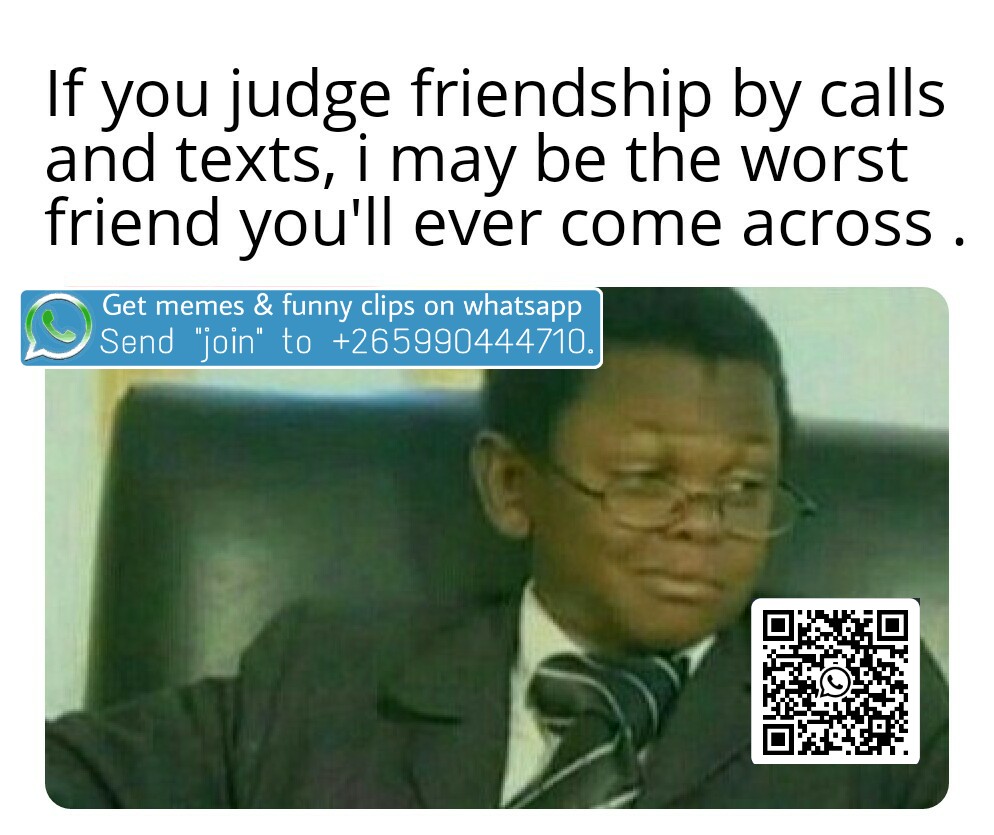 If you judge friendship by calls
and texts, i may be the worst
friend you'll ever come across .
Get memes & funny clips on whatsapp
Send "join" to +265990444710.